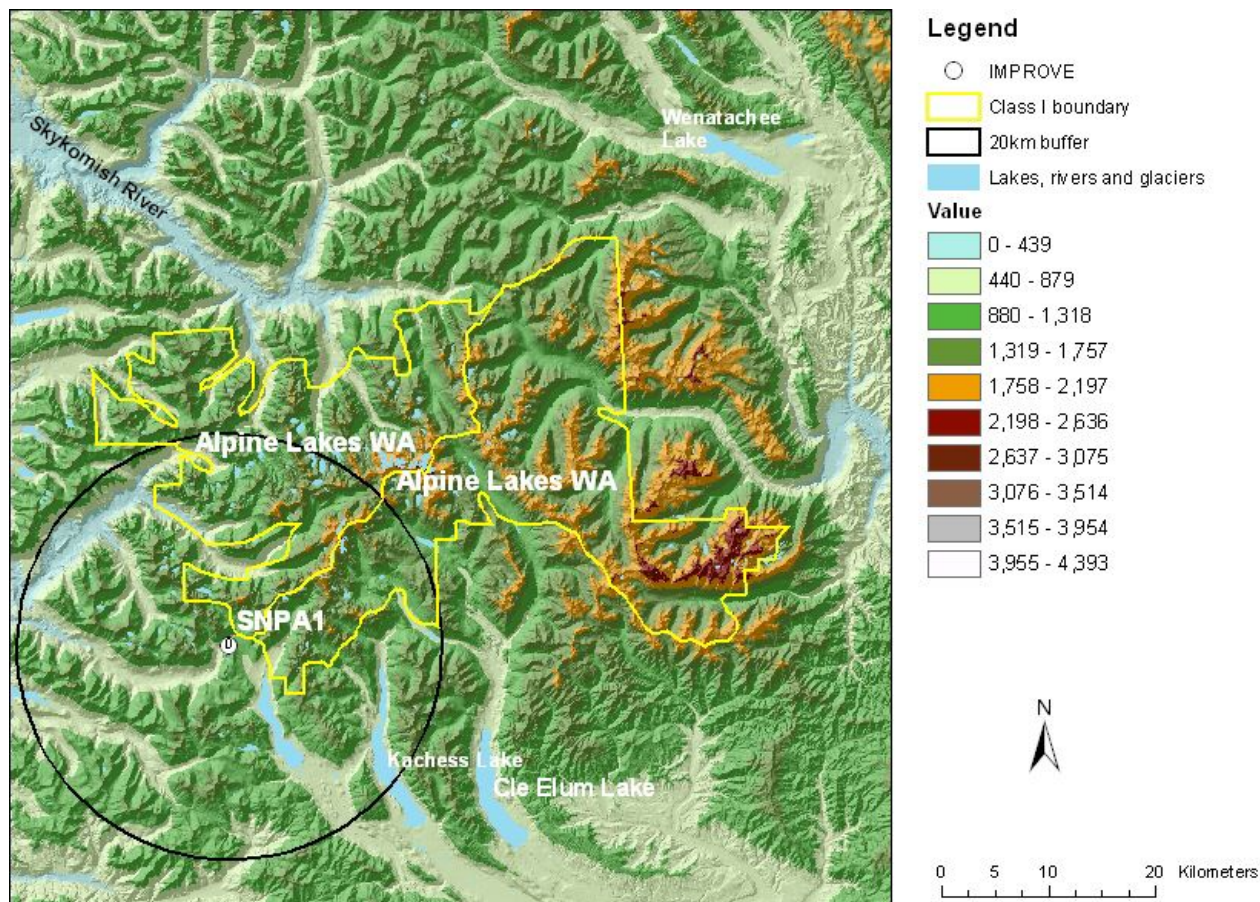 Wenatachee
Lake
Skykomish River
Alpine Lakes WA
Alpine Lakes WA
SNPA1
Kachess Lake
Cle Elum Lake
Legend
IMPROVE
Class I boundary
20km buffer
Lakes, rivers and glaciers
Value
0 - 439
440 - 879
880 - 1,318
1,319 - 1,757
1,758 - 2,197
2,198 - 2,636
2,637 - 3,075
3,076 - 3,514
3,515 - 3,954
3,955 - 4,393
N
0 5 10 20 Kilometers